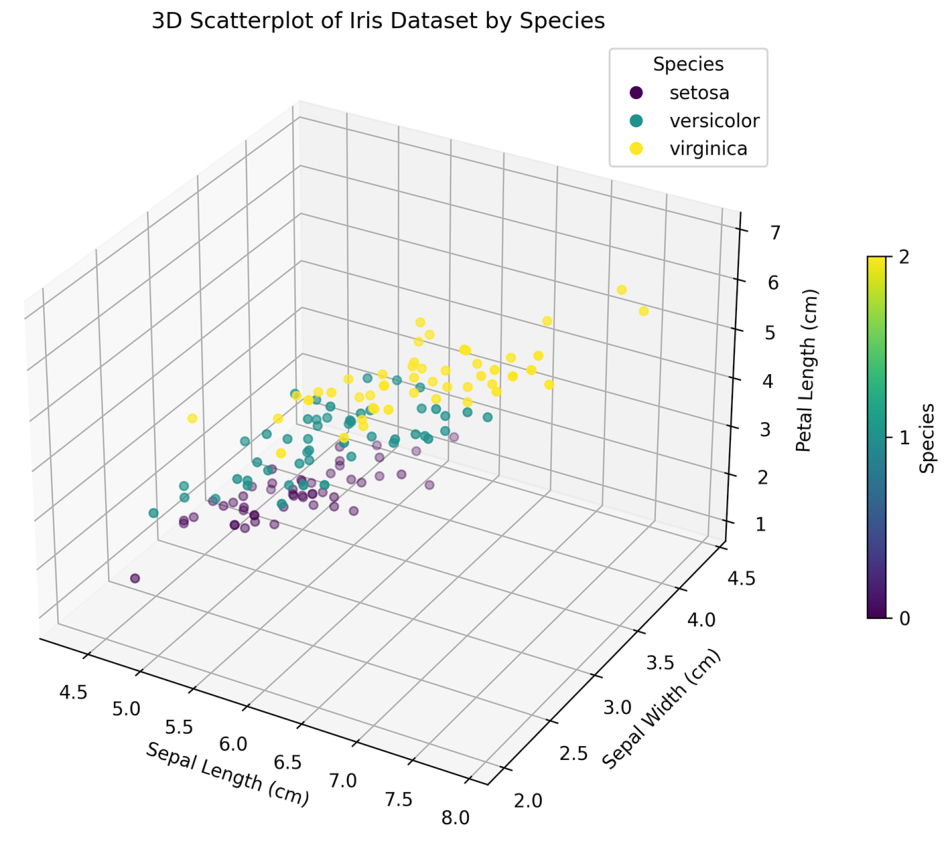 3D Scatterplot of Iris Dataset by Species
Species
setosa
versicolor
virginica
7
6
5
4
3
2
1
Petal Length (cm)
4.5
4.0
3.5
3.0
2.5
2.0
Sepal Width (cm)
4.5
5.0
5.5
6.0
6.5
7.0
7.5
8.0
Sepal Length (cm)
2
1
0
Species